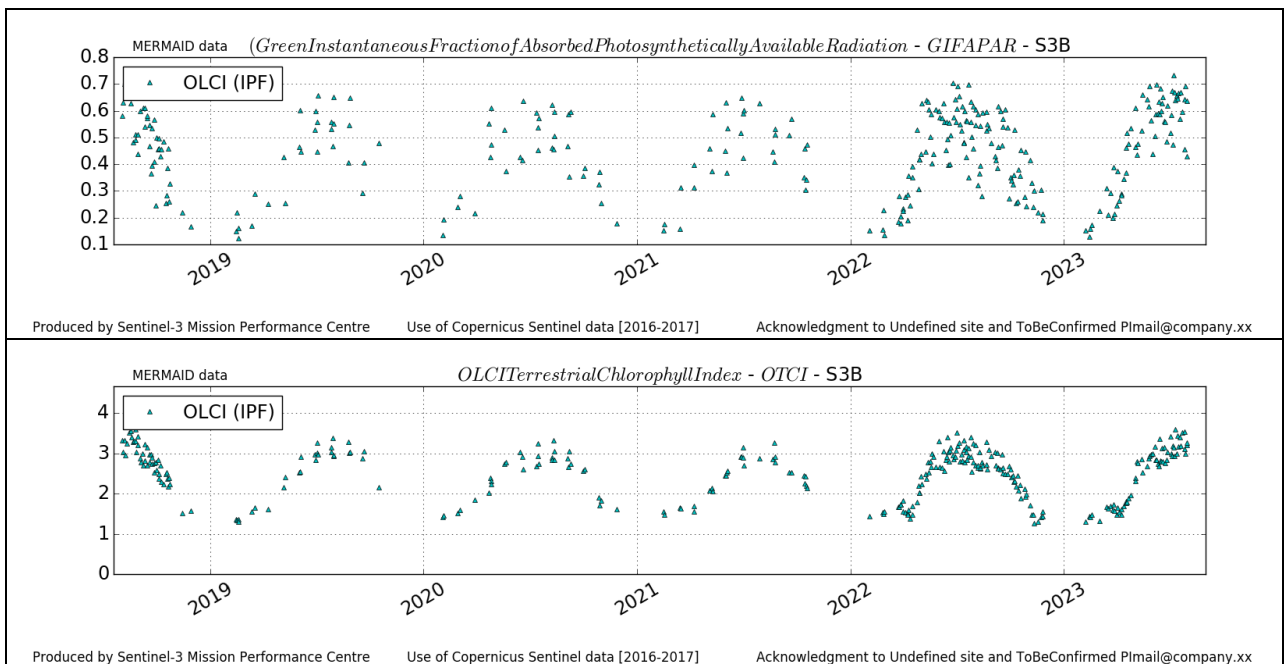 MERMAID data (GreenInstantaneousFractionofAbsorbedPhotosyntheticallyAvailableRadiation - GIFAPAR - S3B
0.8
OLCI (IPF)
0.7
0.6
0.5
0.4
0.3
0.2
0.1
2019 2020 2021 2022 2023
Produced by Sentinel-3 Mission Performance Centre Use of Copernicus Sentinel data [2016-2017] Acknowledgment to Undefined site and ToBeConfirmed PImail@company.xx
MERMAID data OLCITerrestrialChlorophyllIndex - OTCI - S3B
OLCI (IPF)
4
3
2
1
0
2019 2020 2021 2022 2023
Produced by Sentinel-3 Mission Performance Centre Use of Copernicus Sentinel data [2016-2017] Acknowledgment to Undefined site and ToBeConfirmed PImail@company.xx